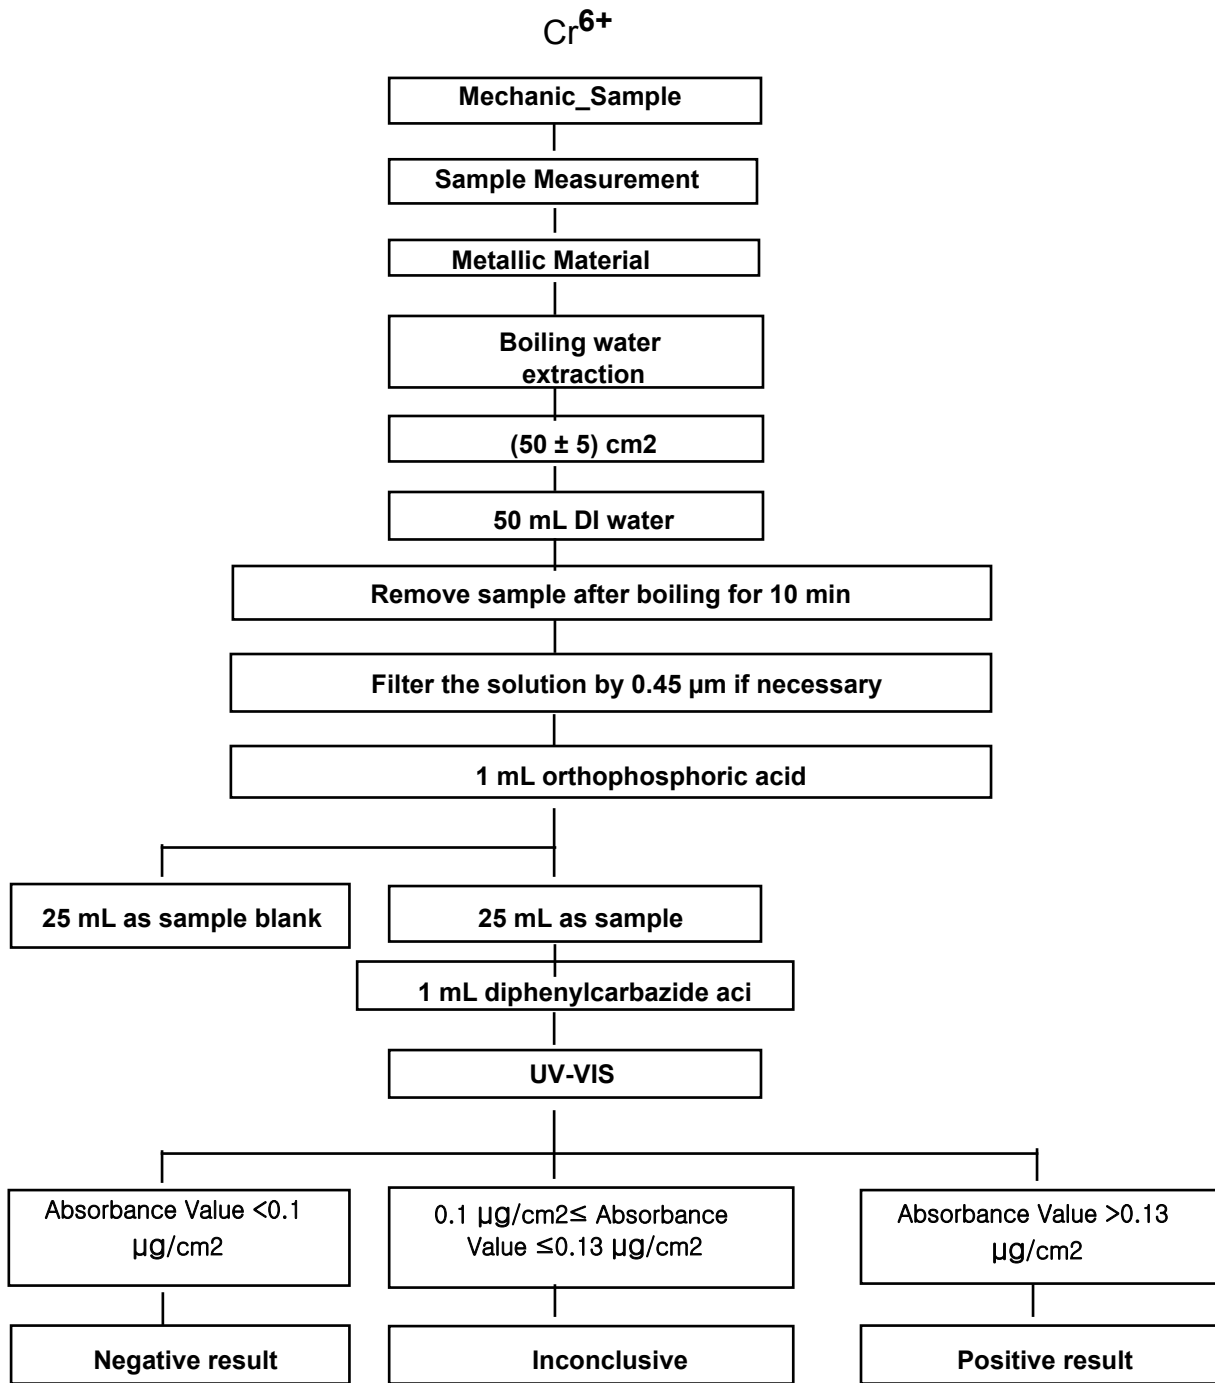 Cr6+
Mechanic_Sample
Sample Measurement
Metallic Material
Boiling water
extraction
(50 ± 5) cm2
50 mL DI water
Remove sample after boiling for 10 min
Filter the solution by 0.45 µm if necessary
1 mL orthophosphoric acid
25 mL as sample blank
25 mL as sample
1 mL diphenylcarbazide aci
UV-VIS
Absorbance Value <0.1
µg/cm2
0.1 µg/cm2≤ Absorbance
Value ≤0.13 µg/cm2
Absorbance Value >0.13
µg/cm2
Negative result
Inconclusive
Positive result